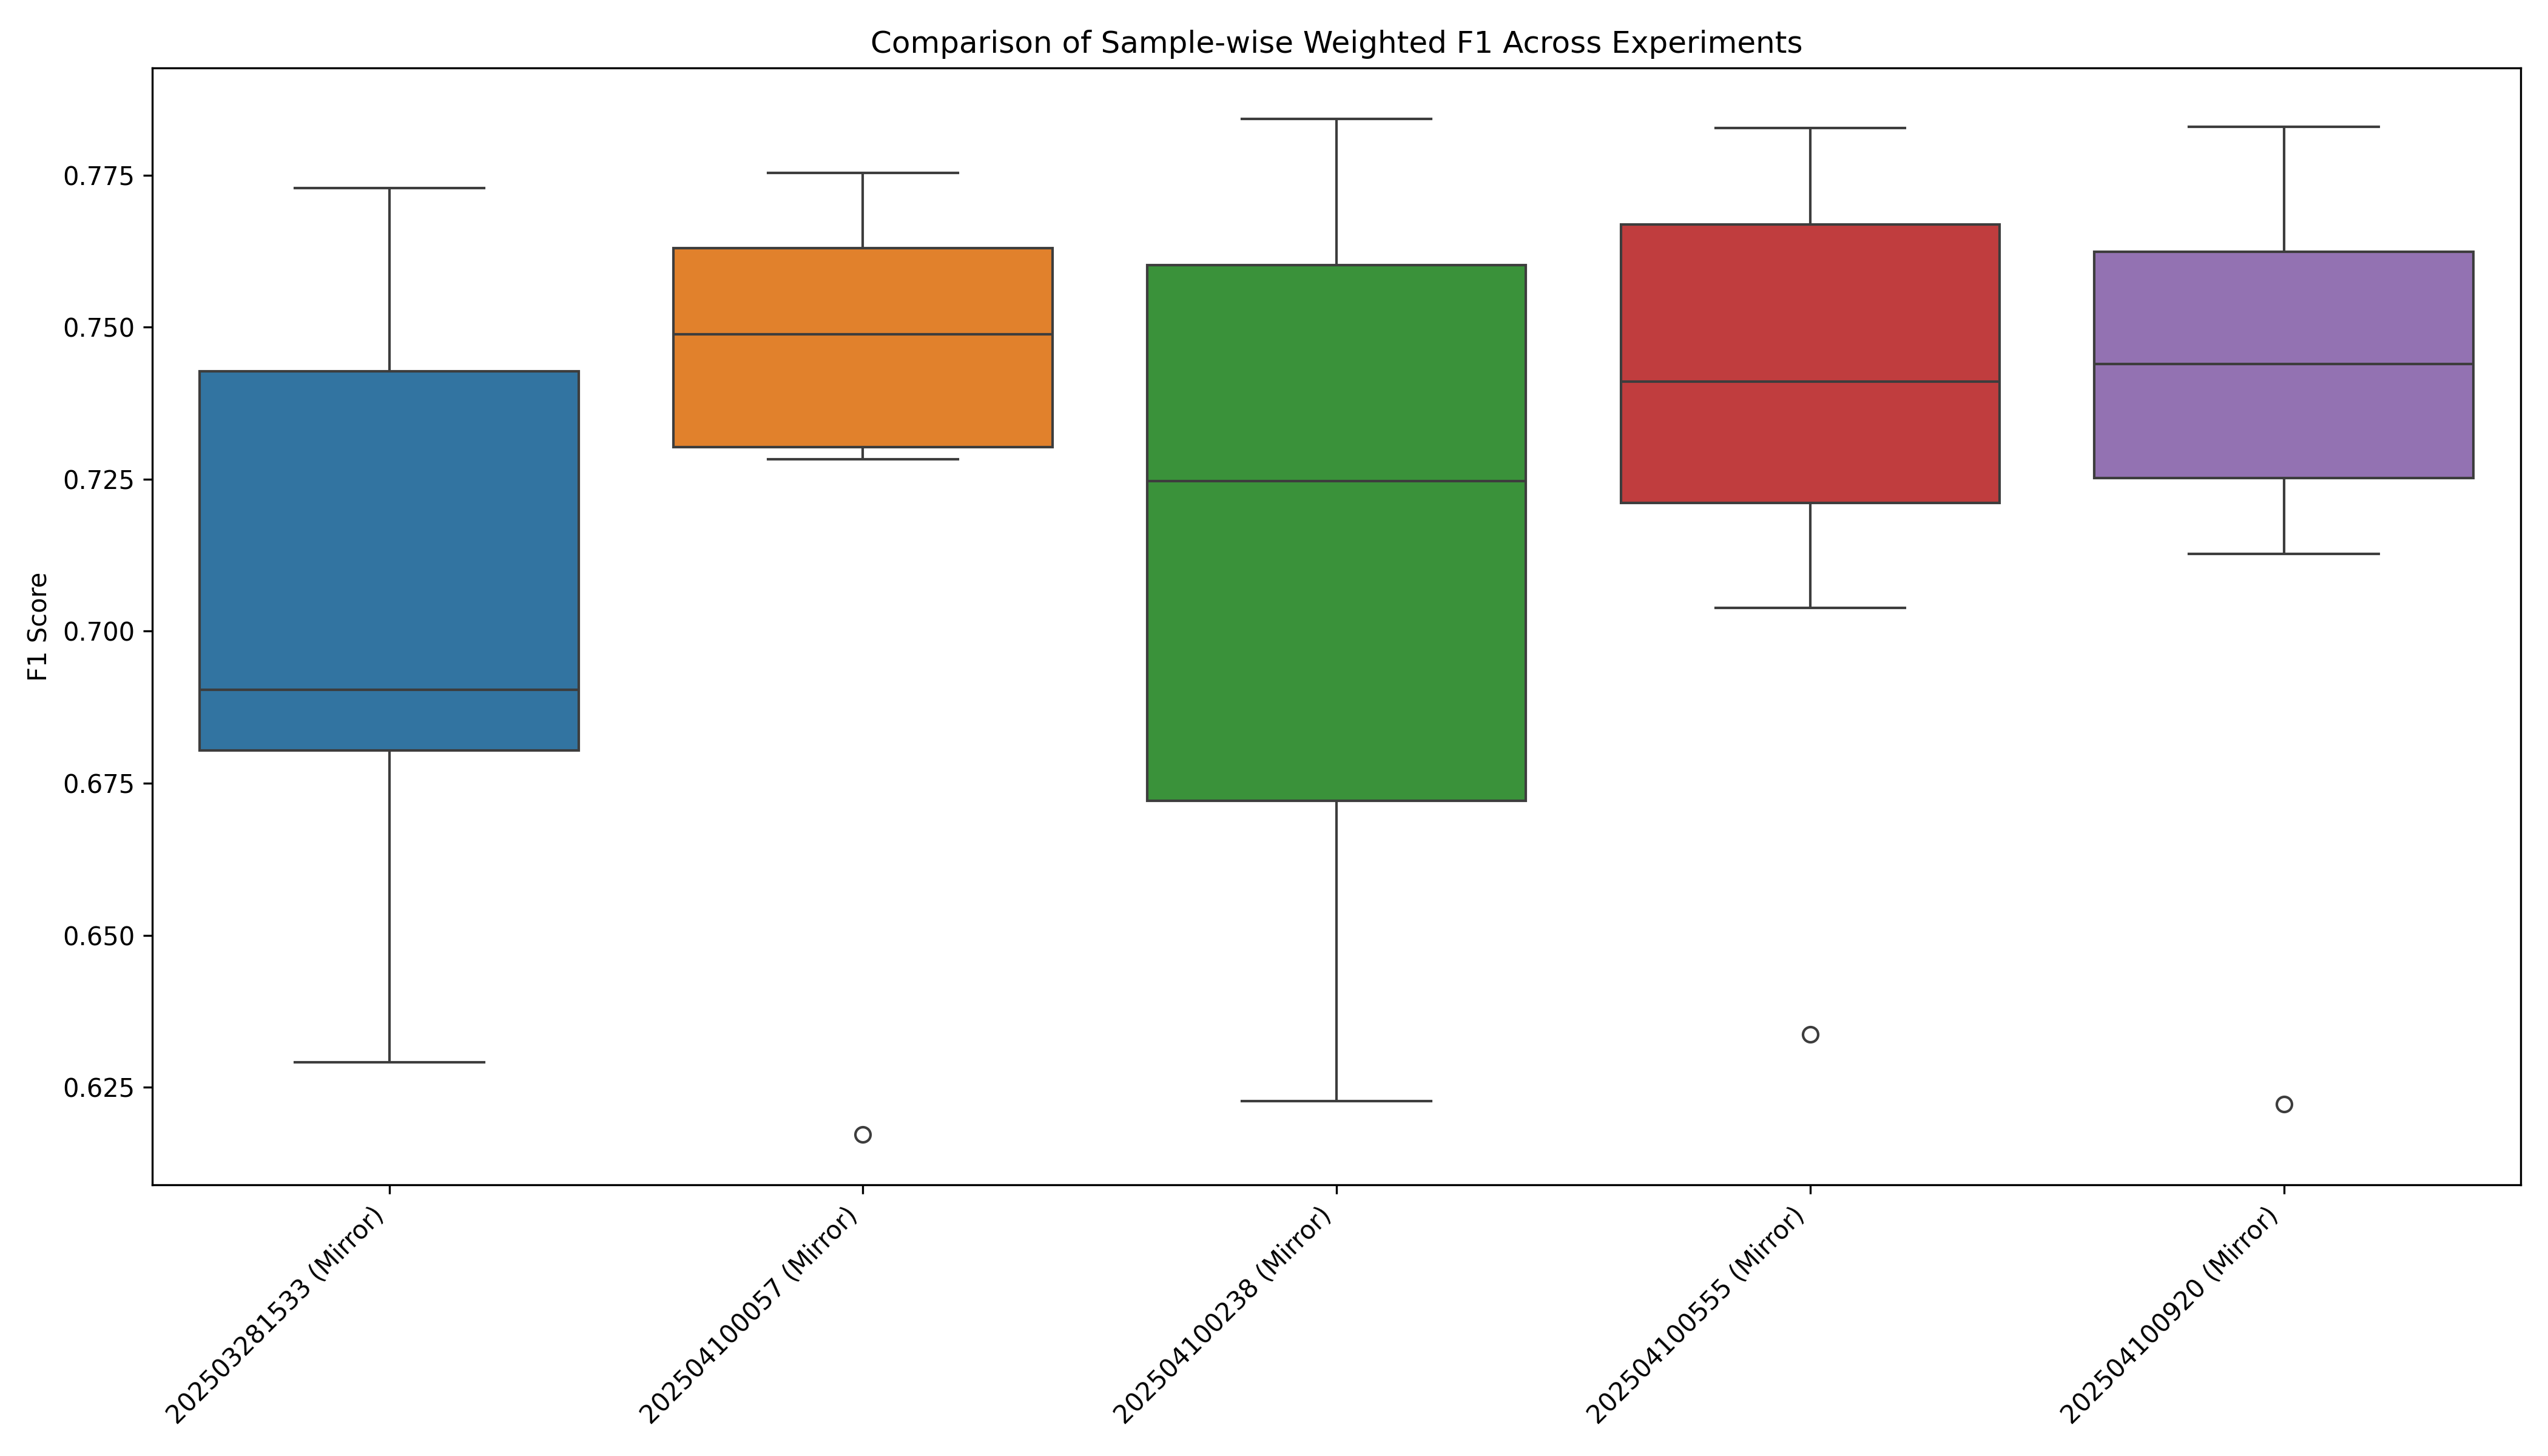 Comparison of Sample-wise Weighted F1 Across Experiments
F1 Score
0.775
0.750
0.725
0.700
0.675
0.650
0.625
202503281533 (Mirror)
202504100057 (Mirror)
202504100238 (Mirror)
202504100555 (Mirror)
202504100920 (Mirror)